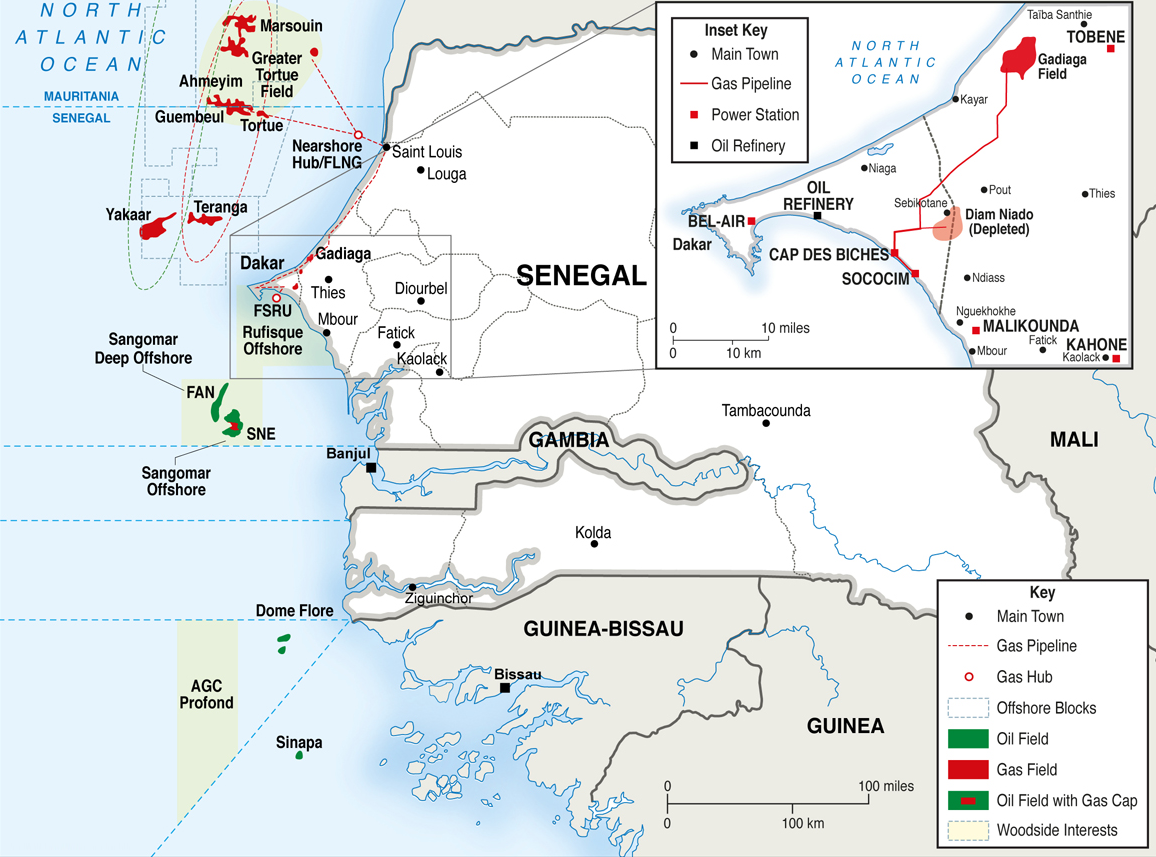 NORTH
ATLANTIC
OCEAN
MAURITANIA
SENEGAL
Marsouin
Greater
Tortue
Field
Ahmeyim
Guembeul
Tortue
Nearshore
Hub/FLNG
Saint Louis
Louga
Yakaar
Teranga
Dakar
Gadiaga
Thies
FSRU
Rufisque
Offshore
Mbour
Diourbel
Fatick
Kaolack
SENEGAL
Sangomar
Deep Offshore
FAN
SNE
Sangomar
Offshore
Banjul
GAMBIA
Tambacounda
MALI
Kolda
Ziguinchor
Dome Flore
GUINEA-BISSAU
AGC
Profond
Bissau
Sinapa
GUINEA
0
100 miles
0
100 km
Inset Key
Main Town
Gas Pipeline
Power Station
Oil Refinery
NORTH
ATLANTIC
OCEAN
Taïba Santhie
TOBENE
Gadiaga
Field
Kayar
Niaga
Pout
Thies
Sebikotane
OIL
REFINERY
BEL-AIR
Dakar
Diam Niado
(Depleted)
CAP DES BICHES
SOCOCIM
Ndiass
Nguekhokhe
MALIKOUNDA
Mbour
Fatick
KAHONE
Kaolack
0
10 miles
0
10 km
Key
Main Town
Gas Pipeline
Gas Hub
Offshore Blocks
Oil Field
Gas Field
Oil Field with Gas Cap
Woodside Interests